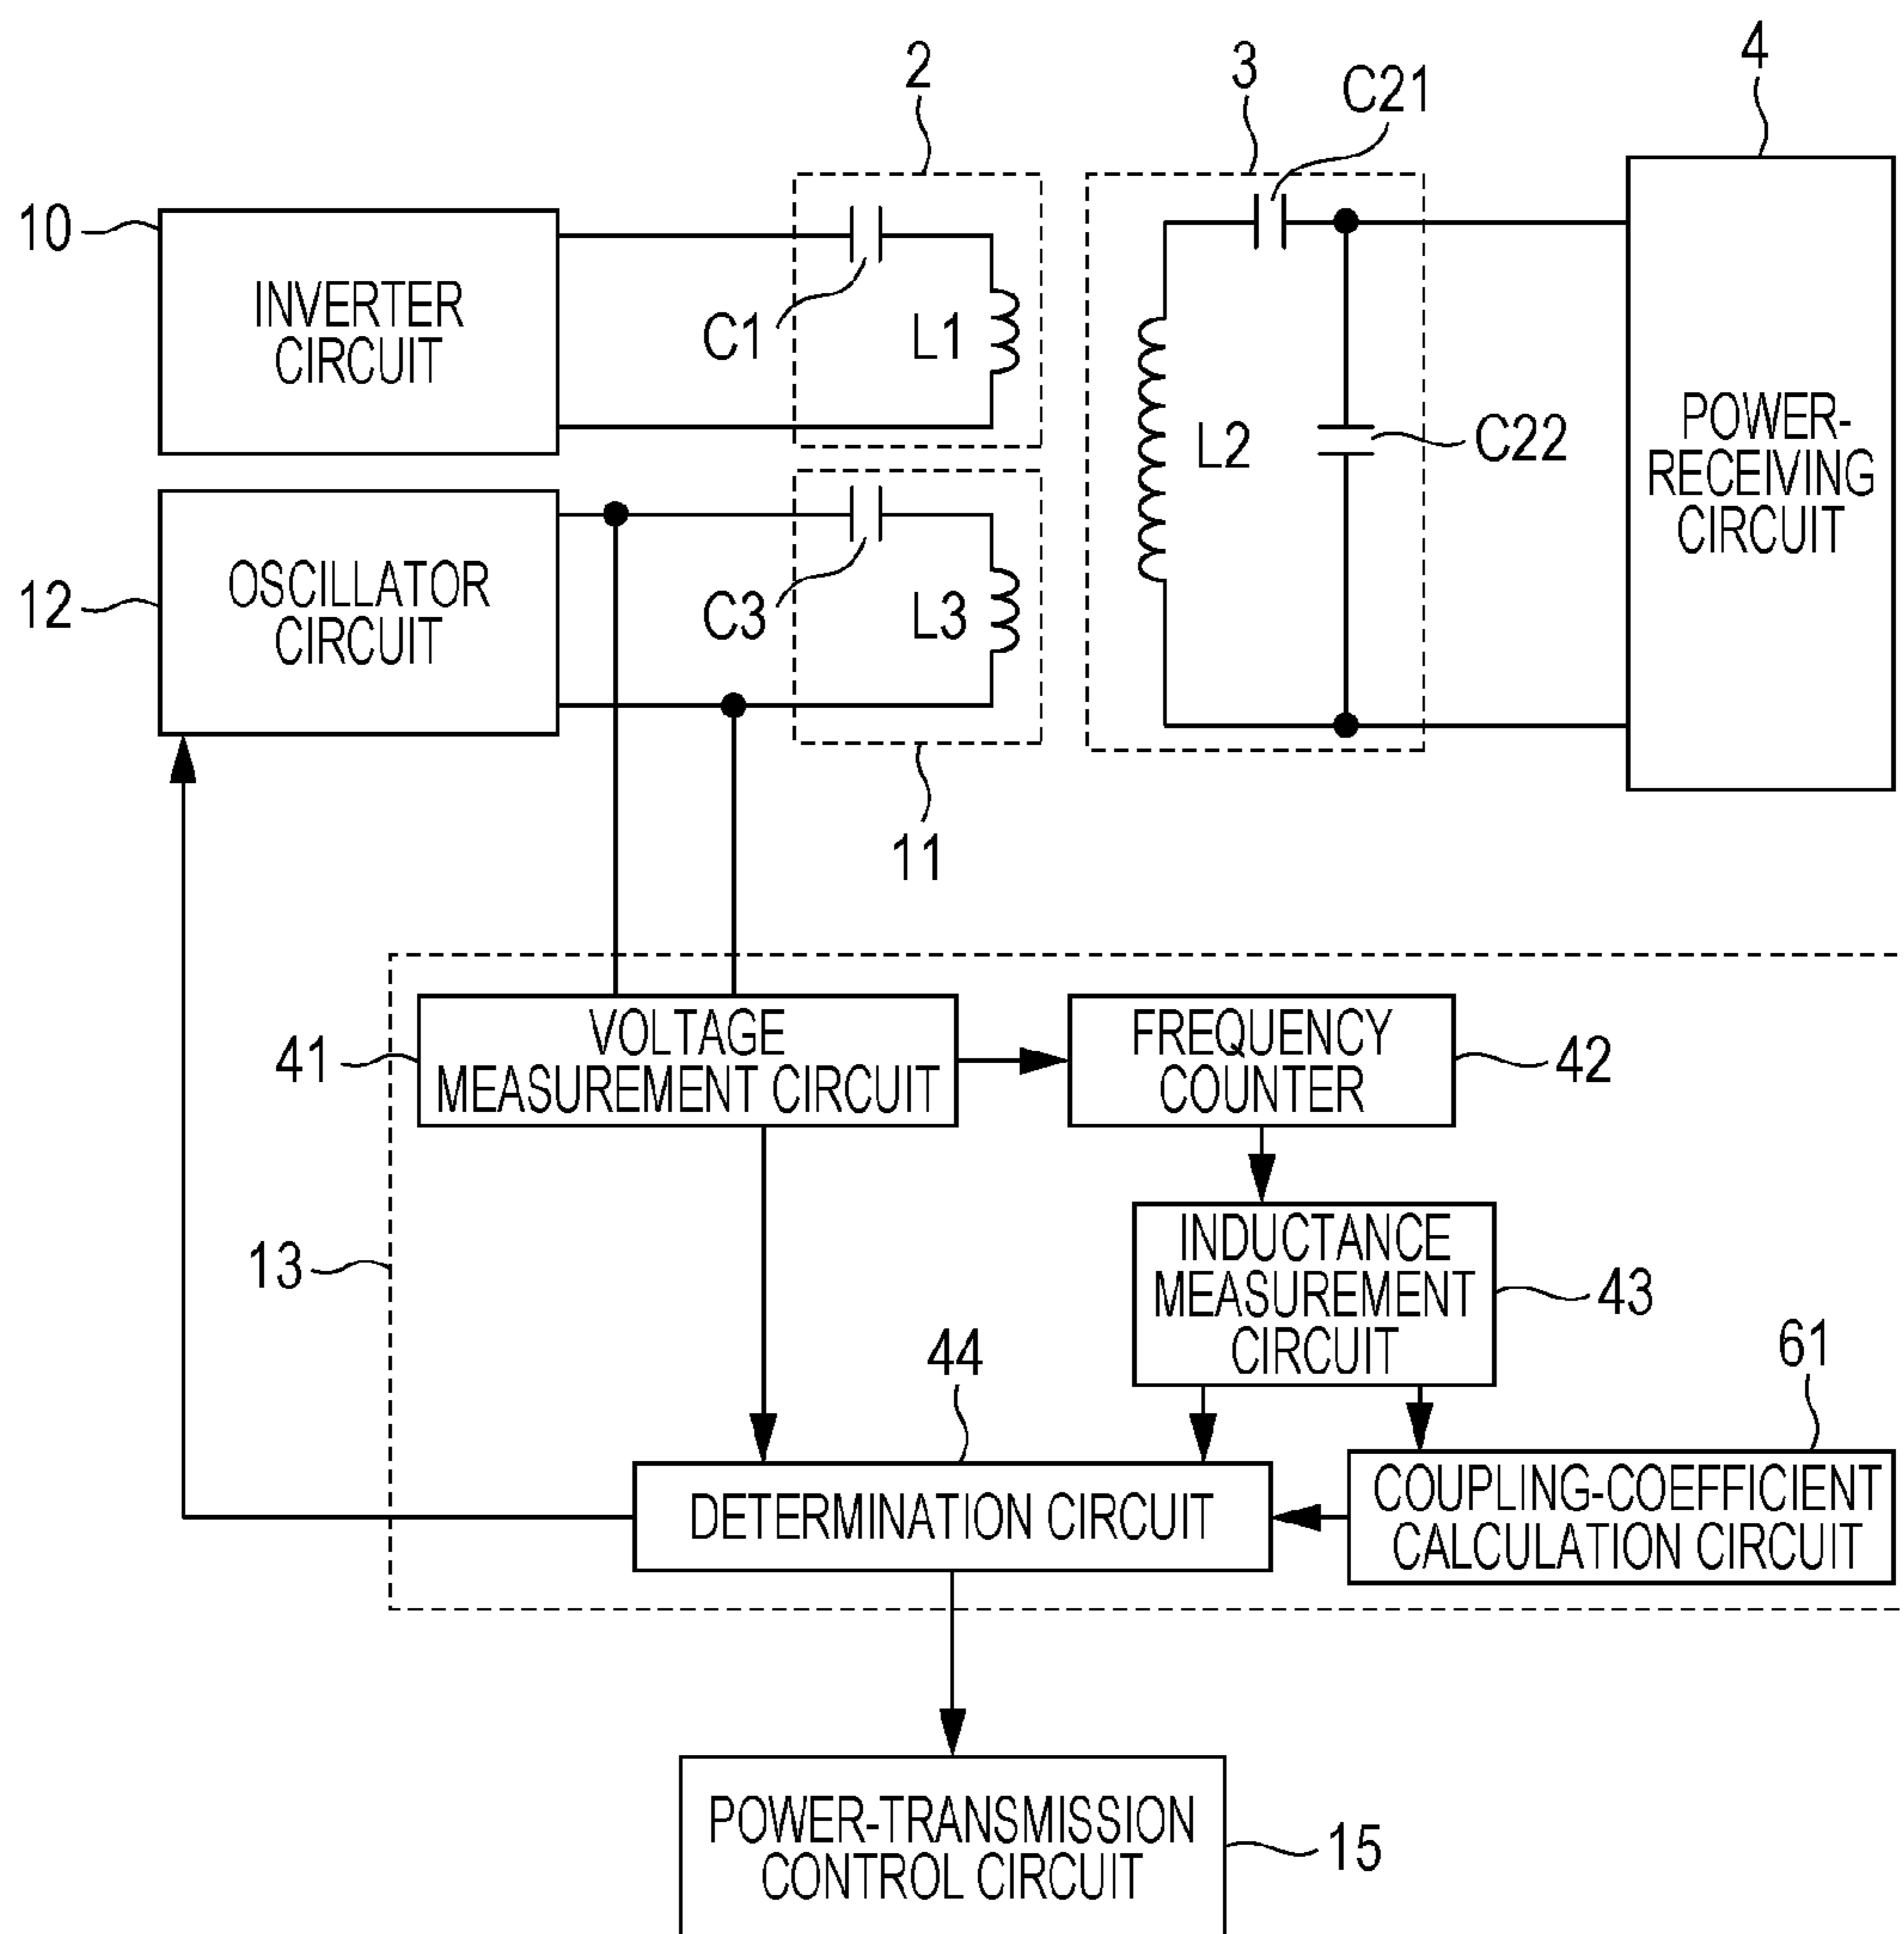 2
3
C21
4
10
INVERTER
CIRCUIT
C1
L1
L2
C22
POWER-
RECEIVING
CIRCUIT
12
OSCILLATOR
CIRCUIT
C3
L3
11
41
VOLTAGE
MEASUREMENT CIRCUIT
FREQUENCY
COUNTER
42
13
INDUCTANCE
MEASUREMENT
CIRCUIT
43
44
61
DETERMINATION CIRCUIT
COUPLING-COEFFICIENT
CALCULATION CIRCUIT
POWER-TRANSMISSION
CONTROL CIRCUIT
15